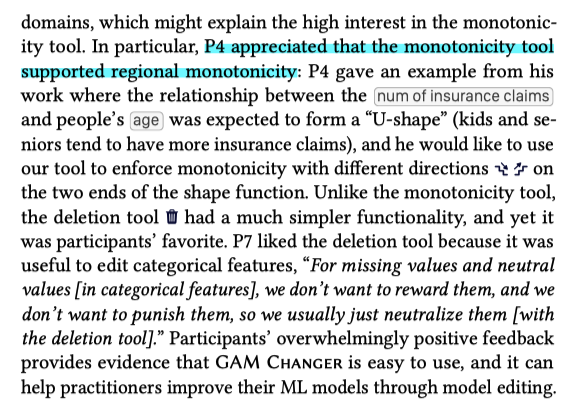 domains, which might explain the high interest in the monotonic-
ity tool. In particular, P4 appreciated that the monotonicity tool
supported regional monotonicity: P4 gave an example from his
work where the relationship between the num of insurance claims
and people's age was expected to form a “U-shape” (kids and se-
niors tend to have more insurance claims), and he would like to use
our tool to enforce monotonicity with different directions on
the two ends of the shape function. Unlike the monotonicity tool,
the deletion tool had a much simpler functionality, and yet it
was participants' favorite. P7 liked the deletion tool because it was
useful to edit categorical features, “For missing values and neutral
values [in categorical features], we don't want to reward them, and we
don't want to punish them, so we usually just neutralize them [with
the deletion tool].” Participants' overwhelmingly positive feedback
provides evidence that GAM CHANGER is easy to use, and it can
help practitioners improve their ML models through model editing.